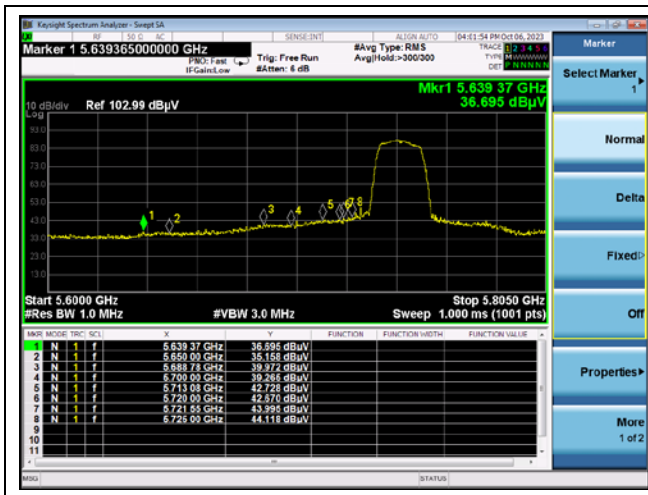 Keysight Spectrum Analyzer - Swept SA
RF 50 Ω AC SENSE:INT ALIGN AUTO 04:01:54 PM Oct 06, 2023
Marker 1 5.639365000000 GHz
PNO: Fast
IFGain:Low
Trig: Free Run
#Atten: 6 dB
#Avg Type: RMS
Avg|Hold:>300/300
TRACE 1 2 3 4 5 6
TYPE M W W W W W
DET P N N N N N
Mkr1 5.639 37 GHz
36.695 dBµV
10 dB/div Ref 102.99 dBµV
Log
93.0
83.0
73.0
63.0
53.0
43.0
33.0
23.0
13.0
1 2 3 4 5 6 7 8
Start 5.6000 GHz Stop 5.8050 GHz
#Res BW 1.0 MHz #VBW 3.0 MHz Sweep 1.000 ms (1001 pts)
MKR MODE TRC SCL X Y FUNCTION FUNCTION WIDTH FUNCTION VALUE
1 N 1 f 5.639 37 GHz 36.695 dBµV
2 N 1 f 5.650 00 GHz 35.158 dBµV
3 N 1 f 5.688 78 GHz 39.972 dBµV
4 N 1 f 5.700 00 GHz 39.266 dBµV
5 N 1 f 5.713 08 GHz 42.728 dBµV
6 N 1 f 5.720 00 GHz 42.570 dBµV
7 N 1 f 5.721 55 GHz 43.995 dBµV
8 N 1 f 5.725 00 GHz 44.118 dBµV
9
10
11
MSG STATUS
Marker
Select Marker
1
Normal
Delta
Fixed
Off
Properties
More
1 of 2